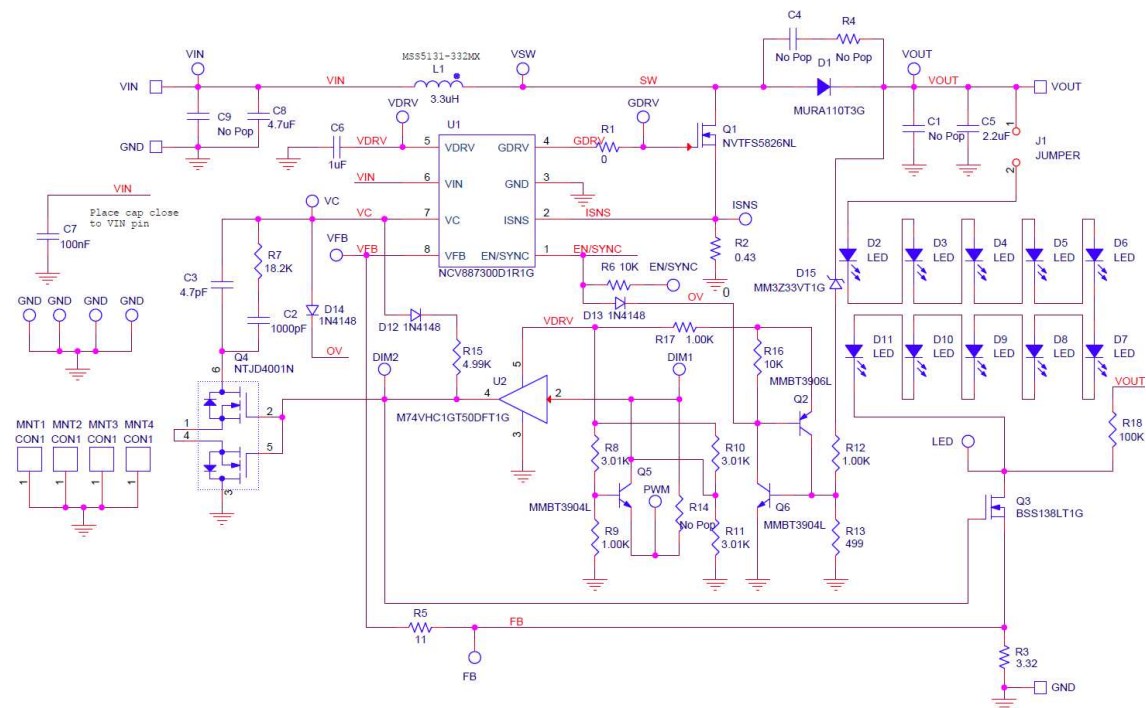 C4
R4
No Pop
No Pop
VIN
MSS5131-332MX
VSW
VOUT
L1
D1
VIN
VIN
SW
VOUT
VOUT
3.3uH
MURA110T3G
C9
No Pop
C8
4.7uF
VDRV
GDRV
C1
No Pop
C5
2.2uF
1
J1
JUMPER
2
GND
C6
1uF
VDRV
U1
5
VDRV
GDRV
4
GDRV
R1
0
Q1
NVTFS5826NL
VIN
6
VIN
GND
3
VIN
Place cap close
to VIN pin
C7
100nF
VC
VC
7
VC
ISNS
2
ISNS
ISNS
VFB
VFB
8
VFB
EN/SYNC
1
EN/SYNC
NCV887300D1R1G
R2
0.43
0
R7
18.2K
C3
4.7pF
C2
1000pF
R6 10K
EN/SYNC
OV
D13 1N4148
D15
MM3Z33VT1G
D2
LED
D3
LED
D4
LED
D5
LED
D6
LED
GND
GND
GND
GND
D14
1N4148
D12 1N4148
OV
VDRV
R17 1.00K
Q4
NTJD4001N
6
DIM2
R15
4.99K
U2
5
DIM1
R16
10K
MMBT3906L
Q2
D11
LED
D10
LED
D9
LED
D8
LED
D7
LED
VOUT
2
4
2
M74VHC1GT50DFT1G
3
1
4
5
3
MNT1
CON1
MNT2
CON1
MNT3
CON1
MNT4
CON1
1
1
1
1
R8
3.01K
R10
3.01K
R12
1.00K
LED
R18
100K
Q5
MMBT3904L
PWM
R14
No Pop
Q6
MMBT3904L
Q3
BSS138LT1G
R9
1.00K
R11
3.01K
R13
499
R5
11
FB
FB
R3
3.32
GND